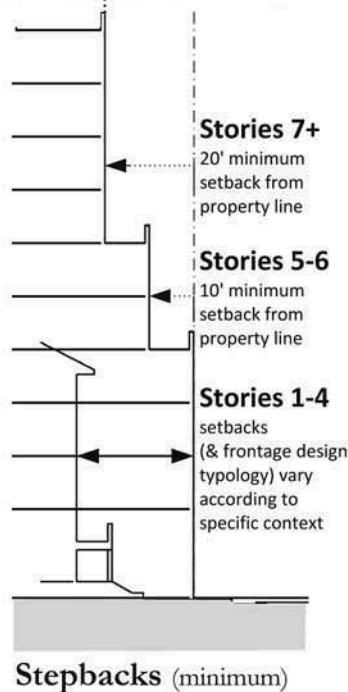 Stories 7+
20' minimum
setback from
property line
Stories 5-6
10' minimum
setback from
property line
Stories 1-4
setbacks
(& frontage design
typology) vary
according to
specific context
Stepbacks (minimum)